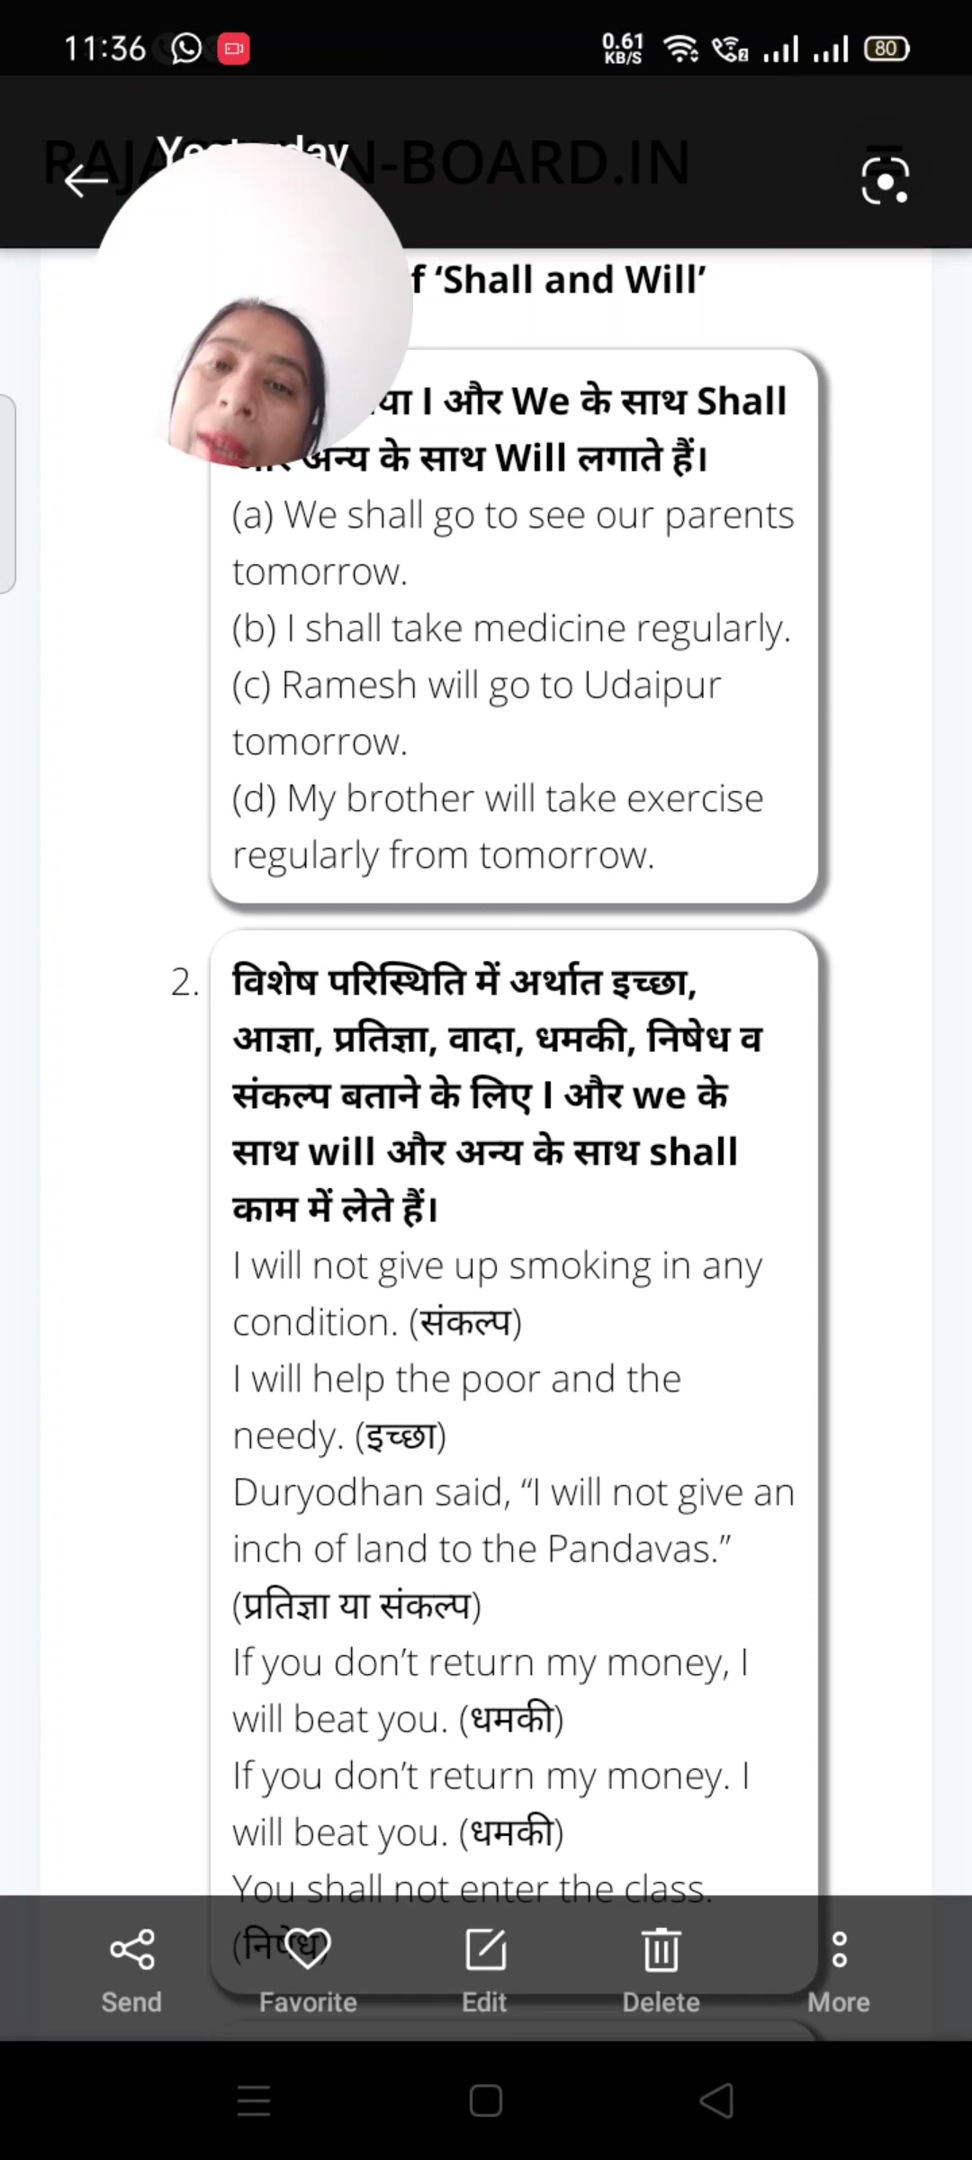 11:36
0.61
KB/S
80
Yesterday
RAJASTHAN-BOARD.IN
f ‘Shall and Will’
I और We के साथ Shall
अन्य के साथ Will लगाते हैं।
(a) We shall go to see our parents
tomorrow.
(b) I shall take medicine regularly.
(c) Ramesh will go to Udaipur
tomorrow.
(d) My brother will take exercise
regularly from tomorrow.
2.
विशेष परिस्थिति में अर्थात इच्छा,
आज्ञा, प्रतिज्ञा, वादा, धमकी, निषेध व
संकल्प बताने के लिए I और we के
साथ will और अन्य के साथ shall
काम में लेते हैं।
I will not give up smoking in any
condition. (संकल्प)
I will help the poor and the
needy. (इच्छा)
Duryodhan said, “I will not give an
inch of land to the Pandavas.”
(प्रतिज्ञा या संकल्प)
If you don’t return my money, I
will beat you. (धमकी)
If you don’t return my money. I
will beat you. (धमकी)
You shall not enter the class.
(निषेध)
Send
Favorite
Edit
Delete
More